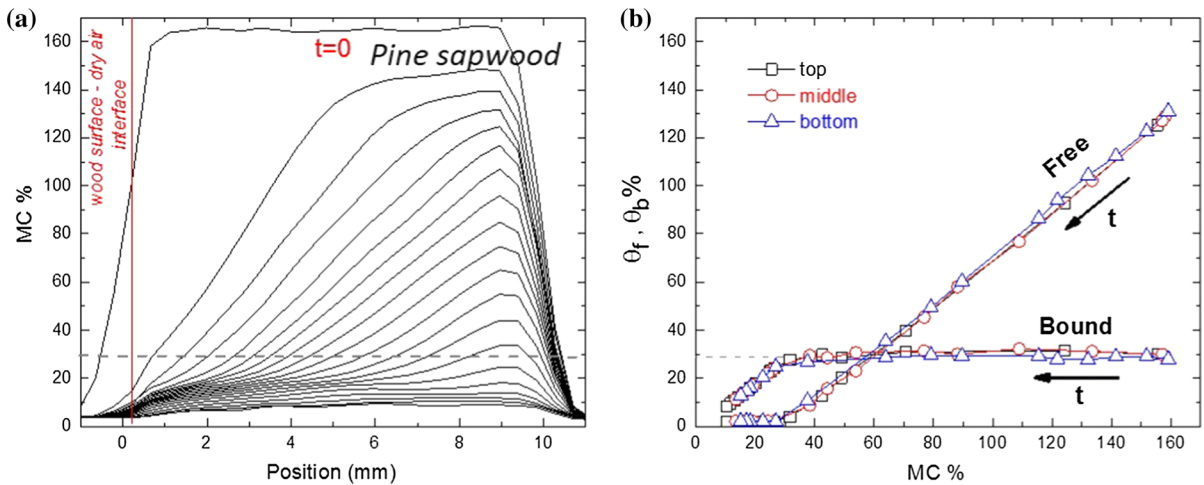 (a)
160
140
120
100
80
60
40
20
0
MC %
wood surface - dry air
interface
t=0
Pine sapwood
0 2 4 6 8 10
Position (mm)
(b)
160
140
120
100
80
60
40
20
0
θf , θb%
top
middle
bottom
Free
t
Bound
t
0 20 40 60 80 100 120 140 160
MC %